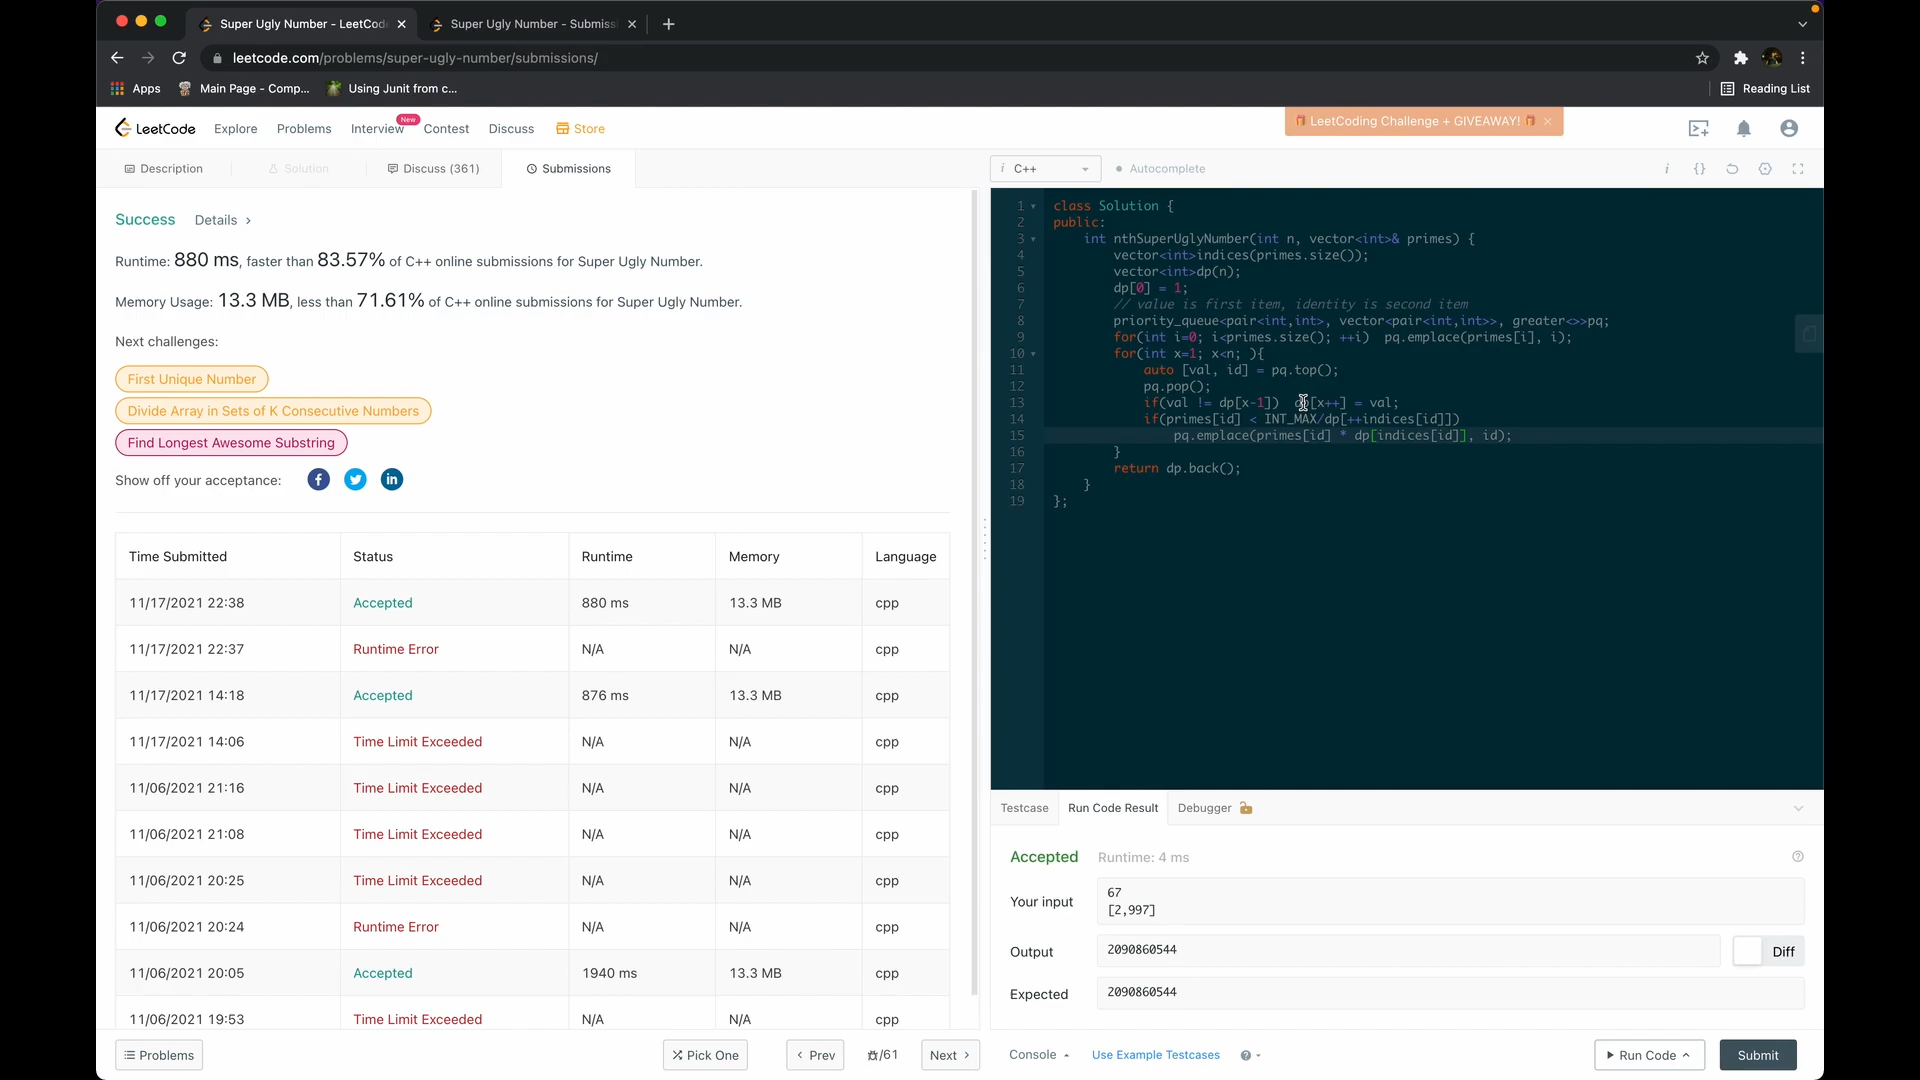 Super Ugly Number - LeetCod
Super Ugly Number - Submiss
leetcode.com/problems/super-ugly-number/submissions/
Apps
Main Page - Comp...
Using Junit from c...
Reading List
LeetCode
Explore
Problems
Interview
New
Contest
Discuss
Store
LeetCoding Challenge + GIVEAWAY!
Description
Solution
Discuss (361)
Submissions
i C++
Autocomplete
Success
Details
Runtime: 880 ms, faster than 83.57% of C++ online submissions for Super Ugly Number.
Memory Usage: 13.3 MB, less than 71.61% of C++ online submissions for Super Ugly Number.
Next challenges:
First Unique Number
Divide Array in Sets of K Consecutive Numbers
Find Longest Awesome Substring
Show off your acceptance:
Time Submitted Status Runtime Memory Language
11/17/2021 22:38 Accepted 880 ms 13.3 MB cpp
11/17/2021 22:37 Runtime Error N/A N/A cpp
11/17/2021 14:18 Accepted 876 ms 13.3 MB cpp
11/17/2021 14:06 Time Limit Exceeded N/A N/A cpp
11/06/2021 21:16 Time Limit Exceeded N/A N/A cpp
11/06/2021 21:08 Time Limit Exceeded N/A N/A cpp
11/06/2021 20:25 Time Limit Exceeded N/A N/A cpp
11/06/2021 20:24 Runtime Error N/A N/A cpp
11/06/2021 20:05 Accepted 1940 ms 13.3 MB cpp
11/06/2021 19:53 Time Limit Exceeded N/A N/A cpp
Problems
Pick One
Prev
/61
Next
1 class Solution {
2 public:
3 int nthSuperUglyNumber(int n, vector<int>& primes) {
4 vector<int>indices(primes.size());
5 vector<int>dp(n);
6 dp[0] = 1;
7 // value is first item, identity is second item
8 priority_queue<pair<int,int>, vector<pair<int,int>>, greater<>>pq;
9 for(int i=0; i<primes.size(); ++i) pq.emplace(primes[i], i);
10 for(int x=1; x<n; ){
11 auto [val, id] = pq.top();
12 pq.pop();
13 if(val != dp[x-1]) dp[x++] = val;
14 if(primes[id] < INT_MAX/dp[++indices[id]])
15 pq.emplace(primes[id] * dp[indices[id]], id);
16 }
17 return dp.back();
18 }
19 };
Testcase
Run Code Result
Debugger
Accepted
Runtime: 4 ms
Your input
67
[2,997]
Output
2090860544
Diff
Expected
2090860544
Console
Use Example Testcases
Run Code
Submit